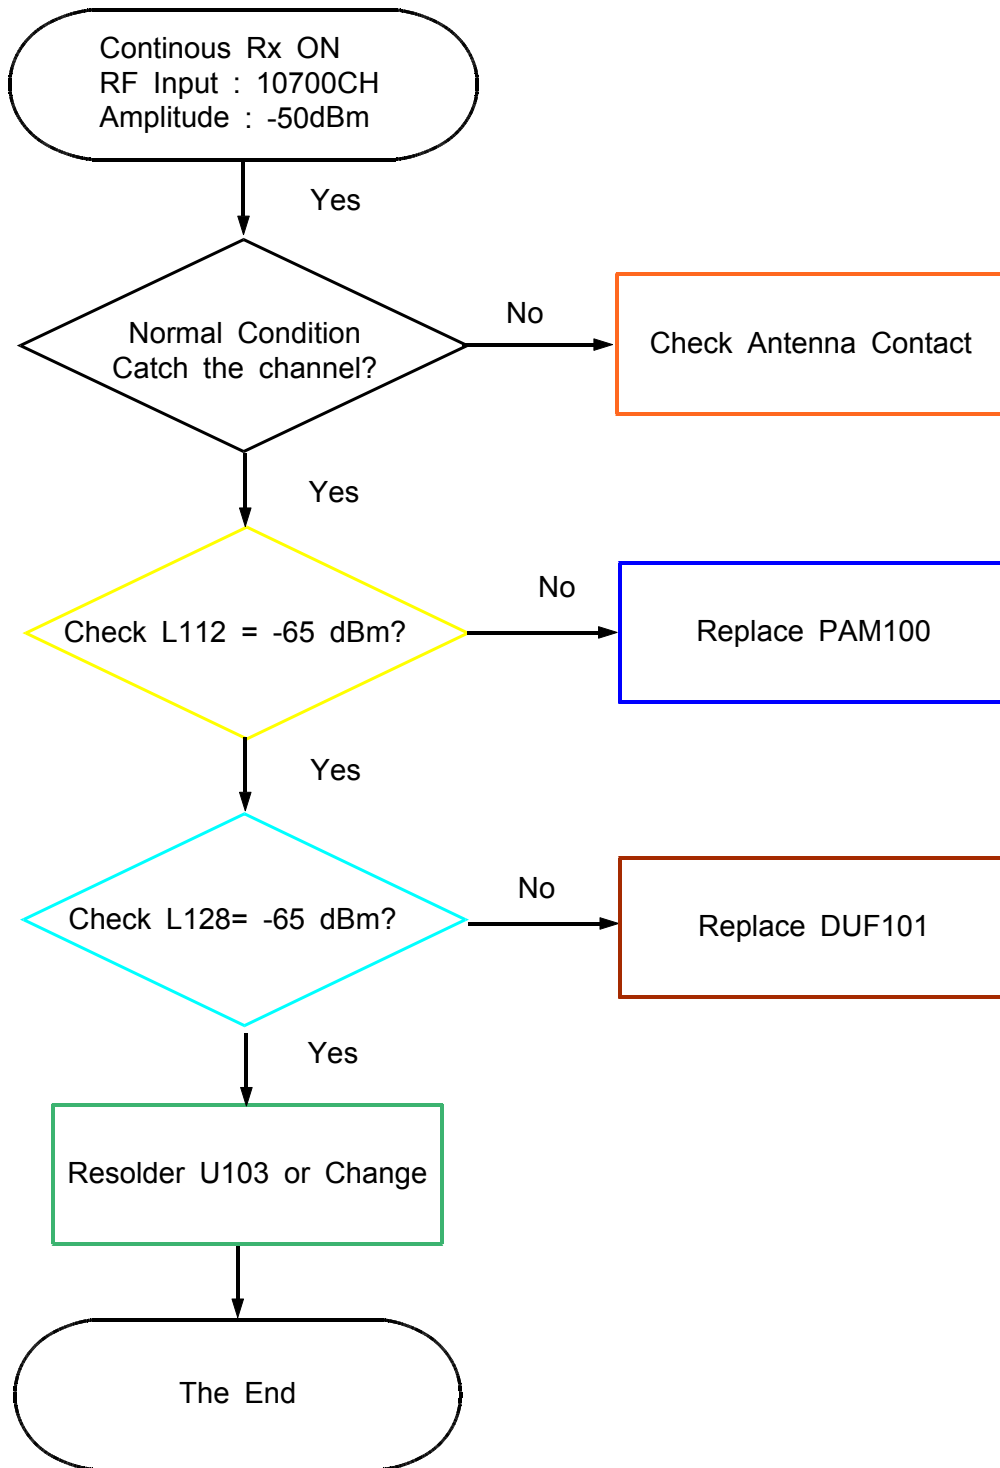 Continous Rx ON
RF Input : 10700CH
Amplitude : -50dBm
Yes
Normal Condition
Catch the channel?
No
Check Antenna Contact
Yes
Check L112 = -65 dBm?
No
Replace PAM100
Yes
Check L128= -65 dBm?
No
Replace DUF101
Yes
Resolder U103 or Change
The End